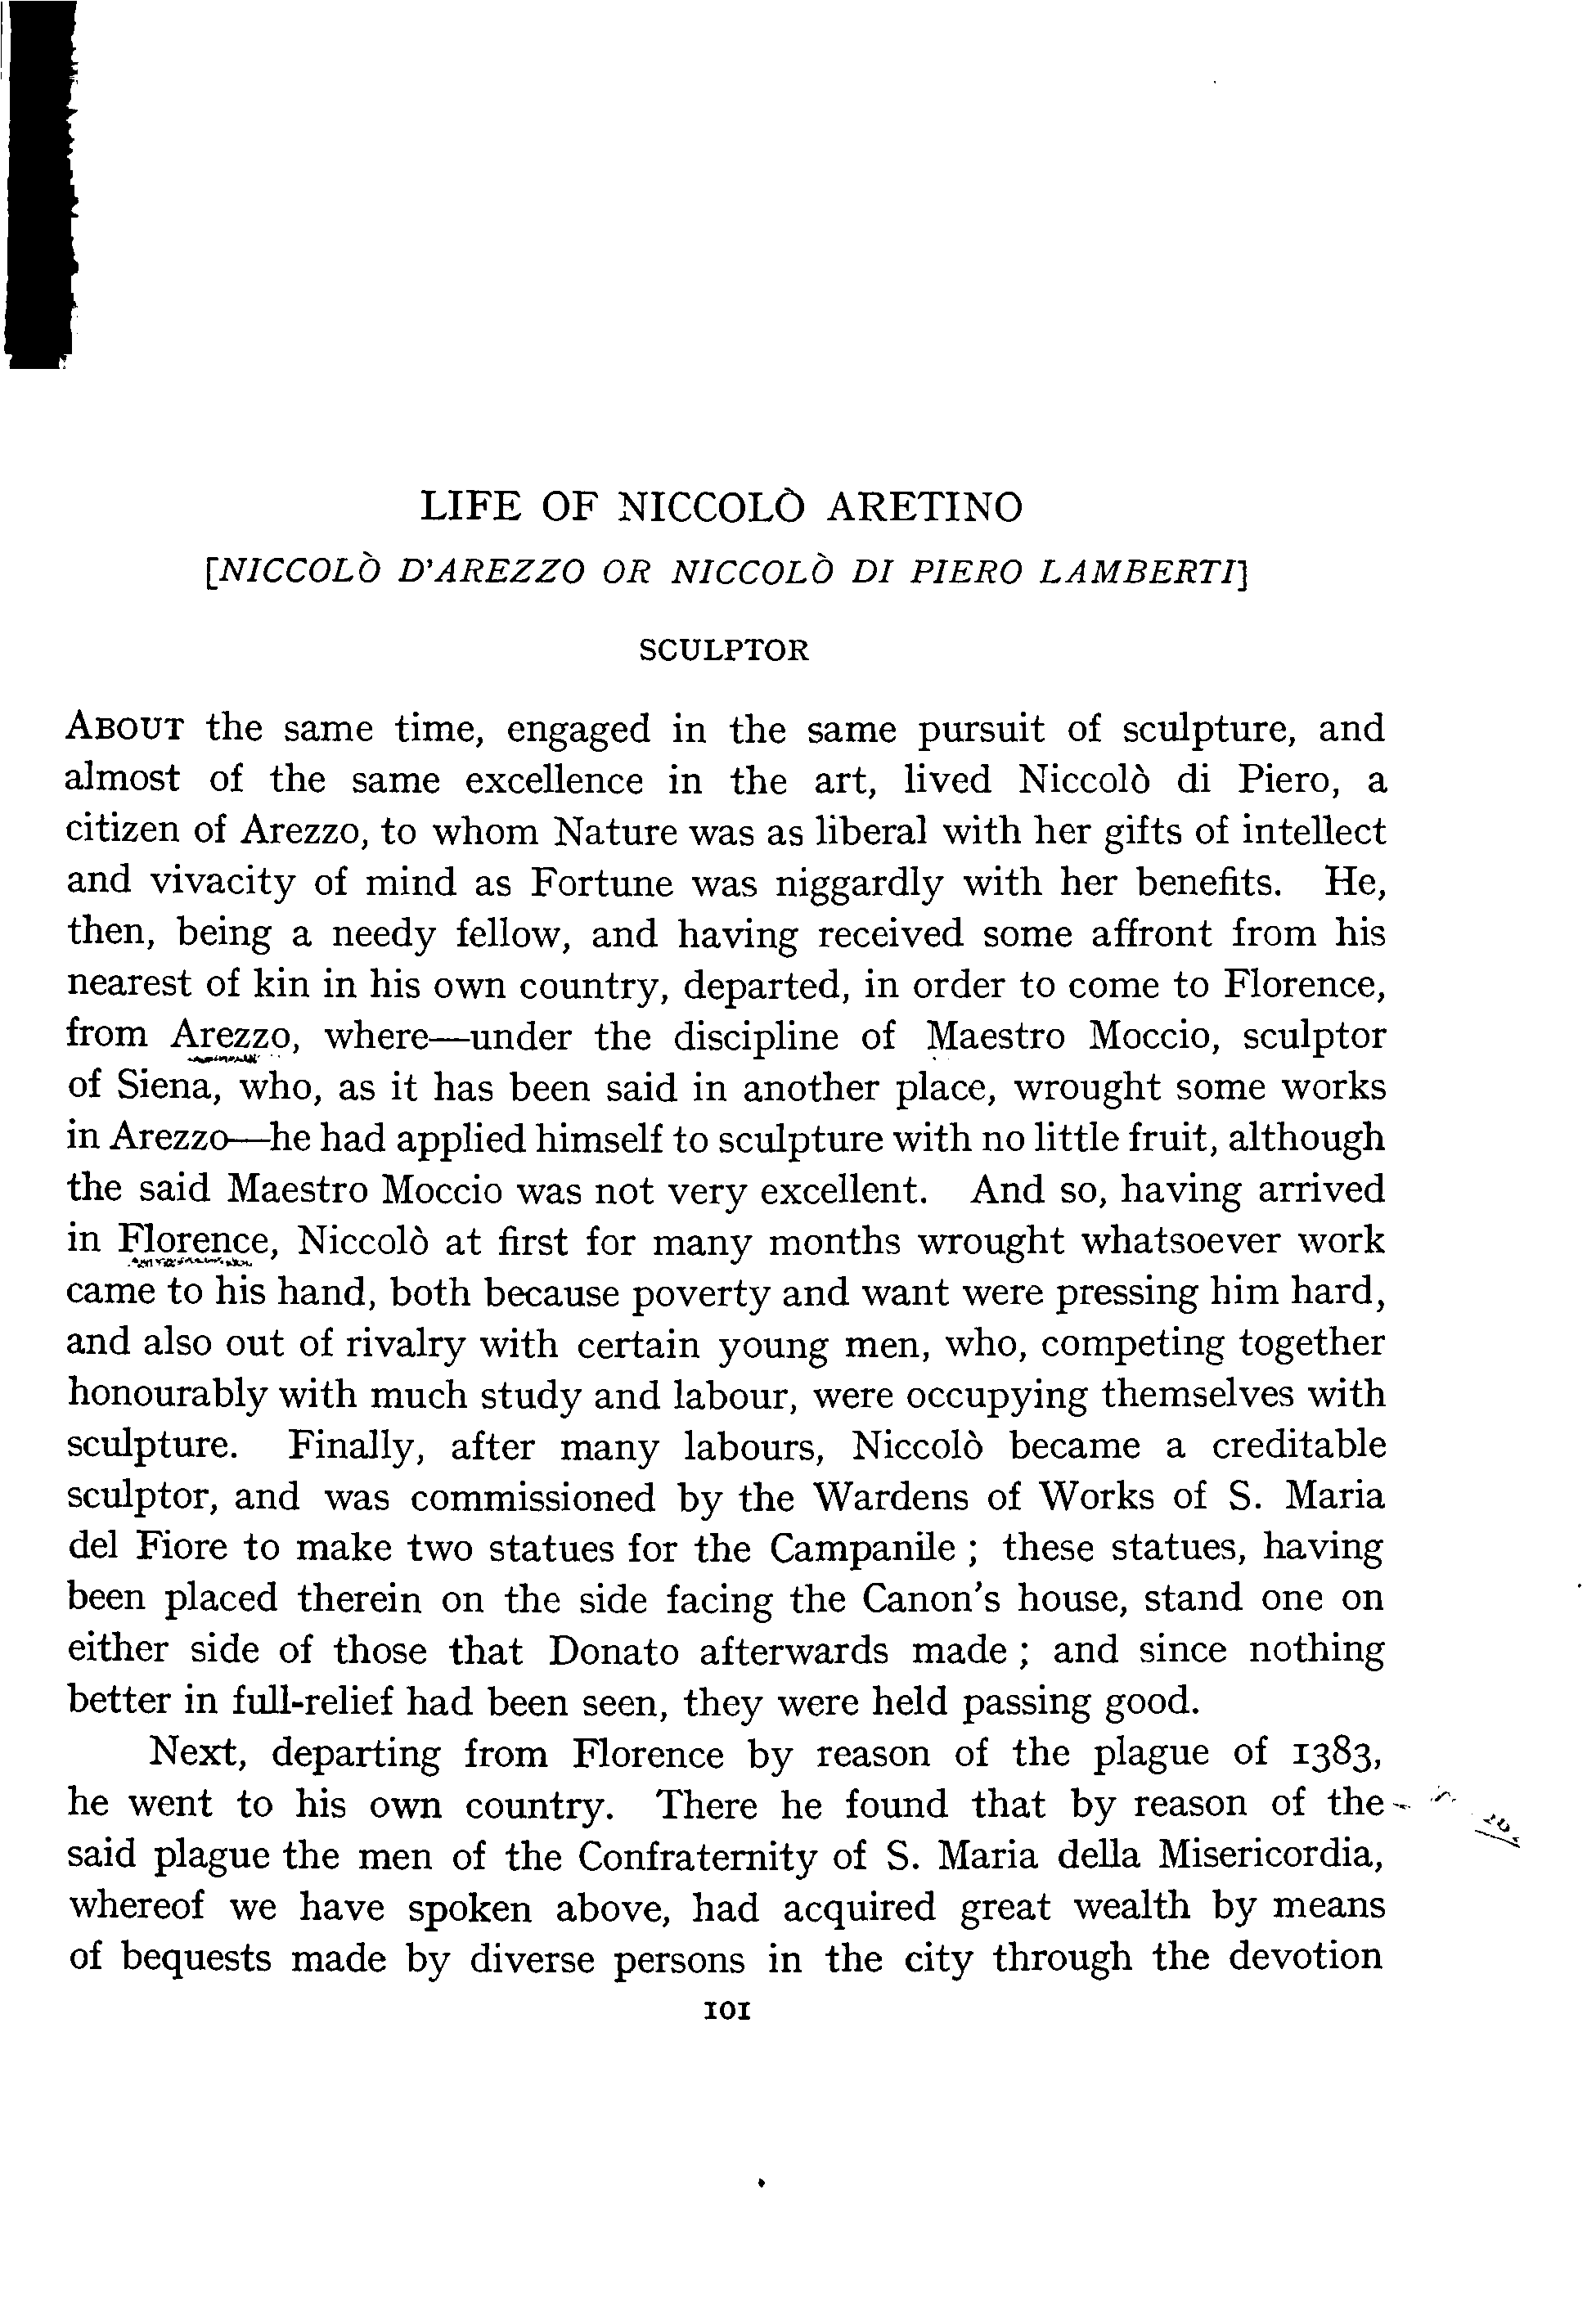 LIFE OF NICCOLÒ ARETINO
[NICCOLÒ D'AREZZO OR NICCOLÒ DI PIERO LAMBERTI]
SCULPTOR
ABOUT the same time, engaged in the same pursuit of sculpture, and
almost of the same excellence in the art, lived Niccolò di Piero, a
citizen of Arezzo, to whom Nature was as liberal with her gifts of intellect
and vivacity of mind as Fortune was niggardly with her benefits. He,
then, being a needy fellow, and having received some affront from his
nearest of kin in his own country, departed, in order to come to Florence,
from Arezzo, where—under the discipline of Maestro Moccio, sculptor
of Siena, who, as it has been said in another place, wrought some works
in Arezzo—he had applied himself to sculpture with no little fruit, although
the said Maestro Moccio was not very excellent. And so, having arrived
in Florence, Niccolò at first for many months wrought whatsoever work
came to his hand, both because poverty and want were pressing him hard,
and also out of rivalry with certain young men, who, competing together
honourably with much study and labour, were occupying themselves with
sculpture. Finally, after many labours, Niccolò became a creditable
sculptor, and was commissioned by the Wardens of Works of S. Maria
del Fiore to make two statues for the Campanile ; these statues, having
been placed therein on the side facing the Canon's house, stand one on
either side of those that Donato afterwards made ; and since nothing
better in full-relief had been seen, they were held passing good.
Next, departing from Florence by reason of the plague of 1383,
he went to his own country. There he found that by reason of the
said plague the men of the Confraternity of S. Maria della Misericordia,
whereof we have spoken above, had acquired great wealth by means
of bequests made by diverse persons in the city through the devotion
101